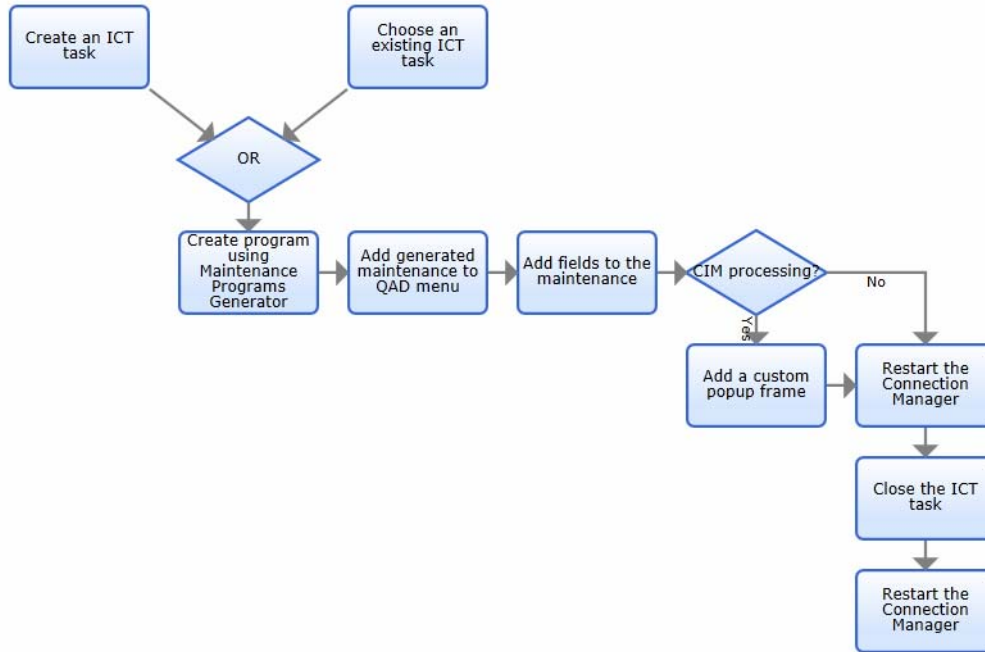 Create an ICT
task
Choose an
existing ICT
task
OR
Create program
using
Maintenance
Programs
Generator
Add generated
maintenance to
QAD menu
Add fields to the
maintenance
CIM processing?
No
Yes
Add a custom
popup frame
Restart the
Connection
Manager
Close the ICT
task
Restart the
Connection
Manager